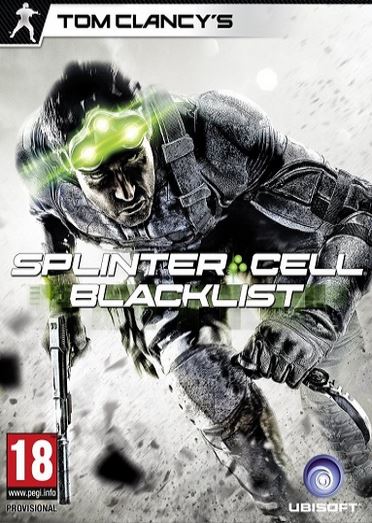 TOM CLANCY'S
SPLINTER CELL
BLACKLIST
18
www.pegi.info
PROVISIONAL
UBISOFT